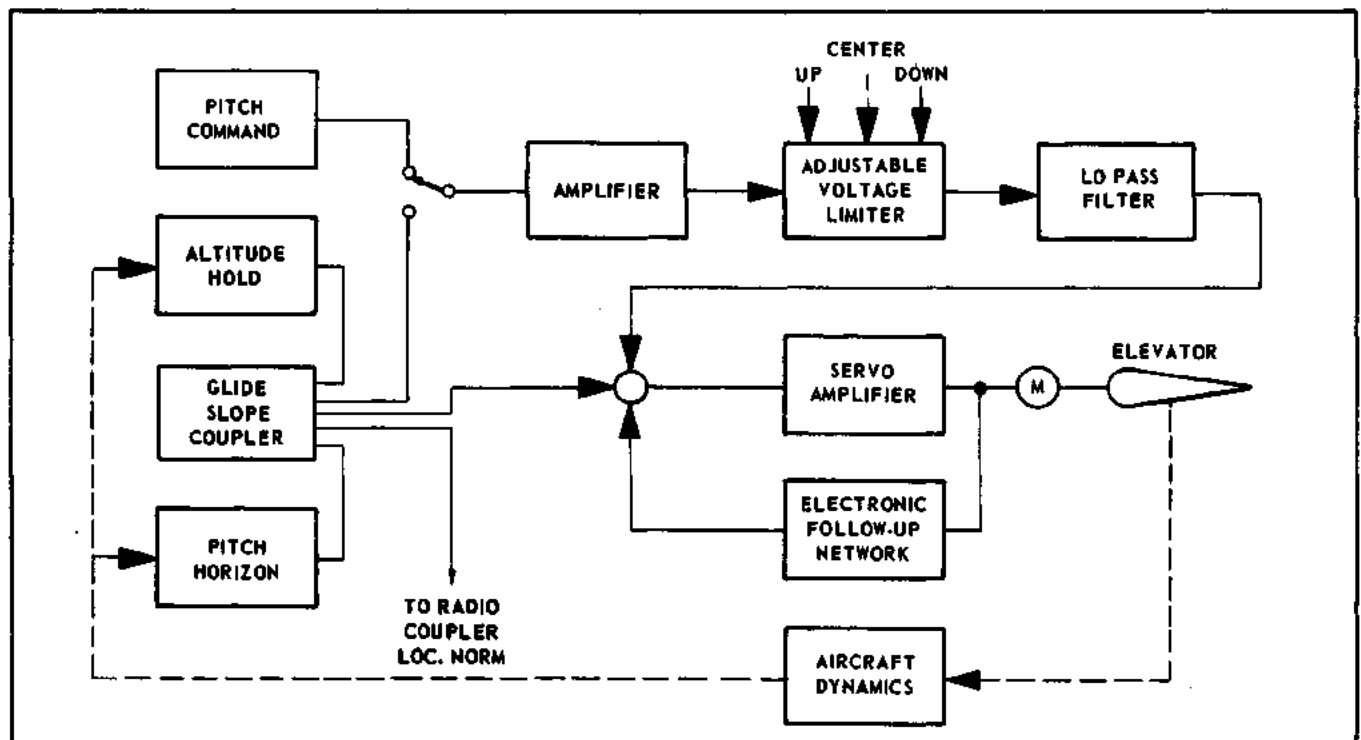 PITCH
COMMAND
CENTER
UP
DOWN
AMPLIFIER
ADJUSTABLE
VOLTAGE
LIMITER
LO PASS
FILTER
ALTITUDE
HOLD
GLIDE
SLOPE
COUPLER
SERVO
AMPLIFIER
M
ELEVATOR
PITCH
HORIZON
ELECTRONIC
FOLLOW-UP
NETWORK
TO RADIO
COUPLER
LOC. NORM
AIRCRAFT
DYNAMICS